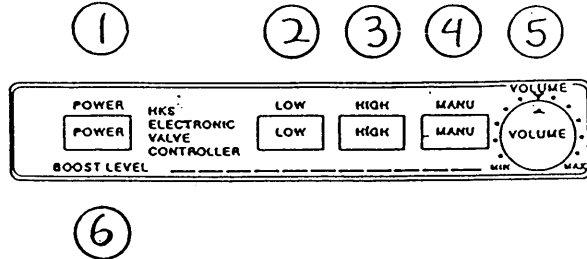 1 2 3 4 5
POWER LOW HIGH MANU VOLUME
HKS
ELECTRONIC
VALVE
CONTROLLER
POWER LOW HIGH MANU VOLUME
BOOST LEVEL MIN MAX
6